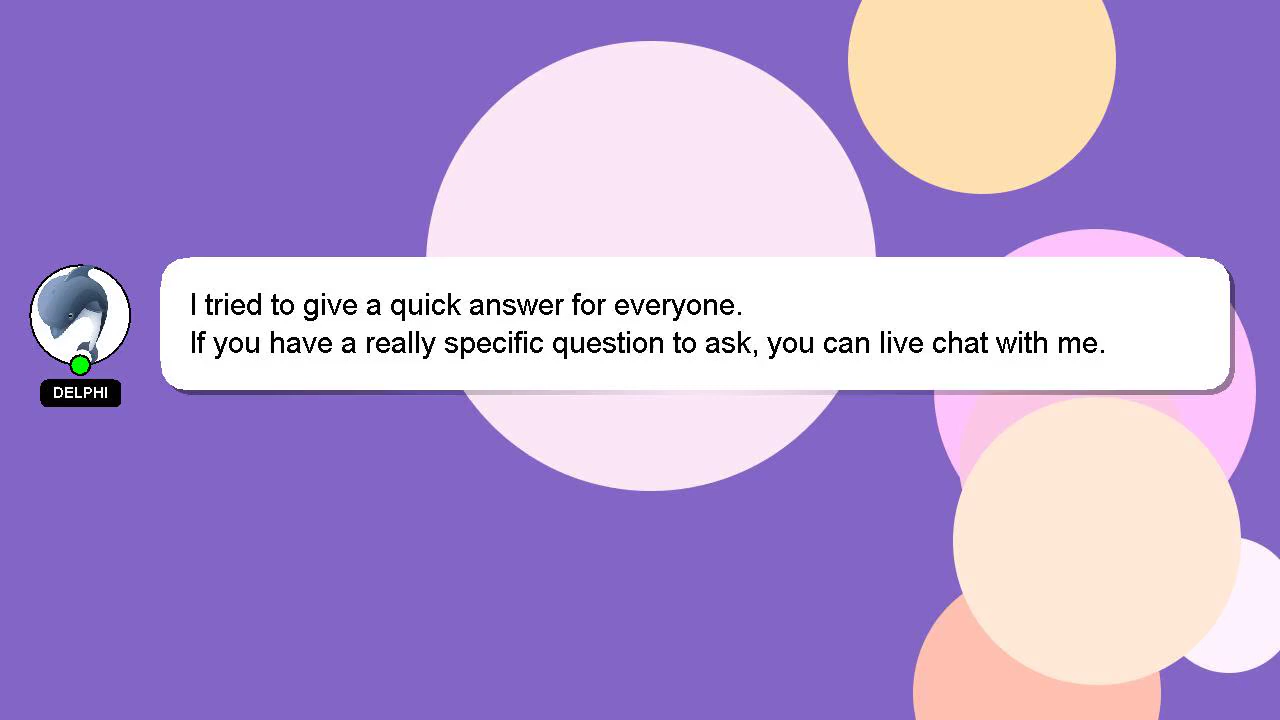 I tried to give a quick answer for everyone.
If you have a really specific question to ask, you can live chat with me.
DELPHI